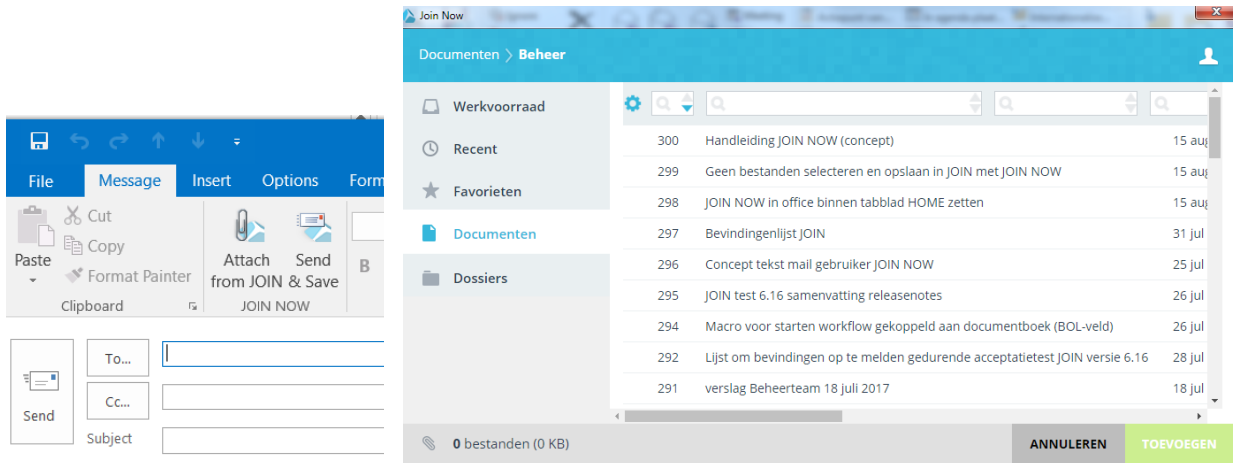 File Message Insert Options Form
Cut
Copy
Format Painter
Paste
Clipboard
Attach
from JOIN
Send
& Save
JOIN NOW
B
To...
Cc...
Send
Subject
Join Now
Documenten > Beheer
Werkvoorraad
Recent
Favorieten
Documenten
Dossiers
300 Handleiding JOIN NOW (concept) 15 aug
299 Geen bestanden selecteren en opslaan in JOIN met JOIN NOW 15 aug
298 JOIN NOW in office binnen tabblad HOME zetten 15 aug
297 Bevindingenlijst JOIN 31 jul
296 Concept tekst mail gebruiker JOIN NOW 25 jul
295 JOIN test 6.16 samenvatting releasenotes 26 jul
294 Macro voor starten workflow gekoppeld aan documentboek (BOL-veld) 26 jul
292 Lijst om bevindingen op te melden gedurende acceptatietest JOIN versie 6.16 28 jul
291 verslag Beheerteam 18 juli 2017 18 jul
0 bestanden (0 KB)
ANNULEREN
TOEVOEGEN